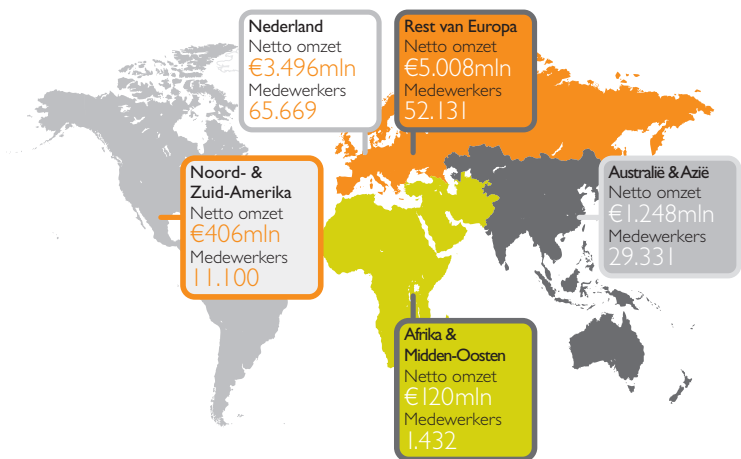 Nederland
Netto omzet
€3.496mln
Medewerkers
65.669
Rest van Europa
Netto omzet
€5.008mln
Medewerkers
52.131
Noord- &
Zuid-Amerika
Netto omzet
€406mln
Medewerkers
11.100
Australië & Azië
Netto omzet
€1.248mln
Medewerkers
29.331
Afrika &
Midden-Oosten
Netto omzet
€120mln
Medewerkers
1.432